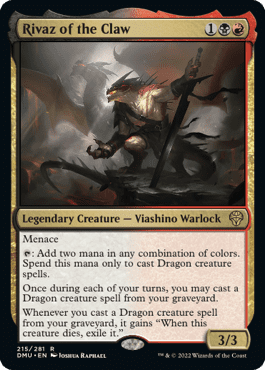 Rivaz of the Claw 1
Legendary Creature — Viashino Warlock
Menace
: Add two mana in any combination of colors.
Spend this mana only to cast Dragon creature
spells.
Once during each of your turns, you may cast a
Dragon creature spell from your graveyard.
Whenever you cast a Dragon creature spell
from your graveyard, it gains "When this
creature dies, exile it."
3/3
215/281 R
DMU • EN Joshua Raphael ™ & © 2022 Wizards of the Coast